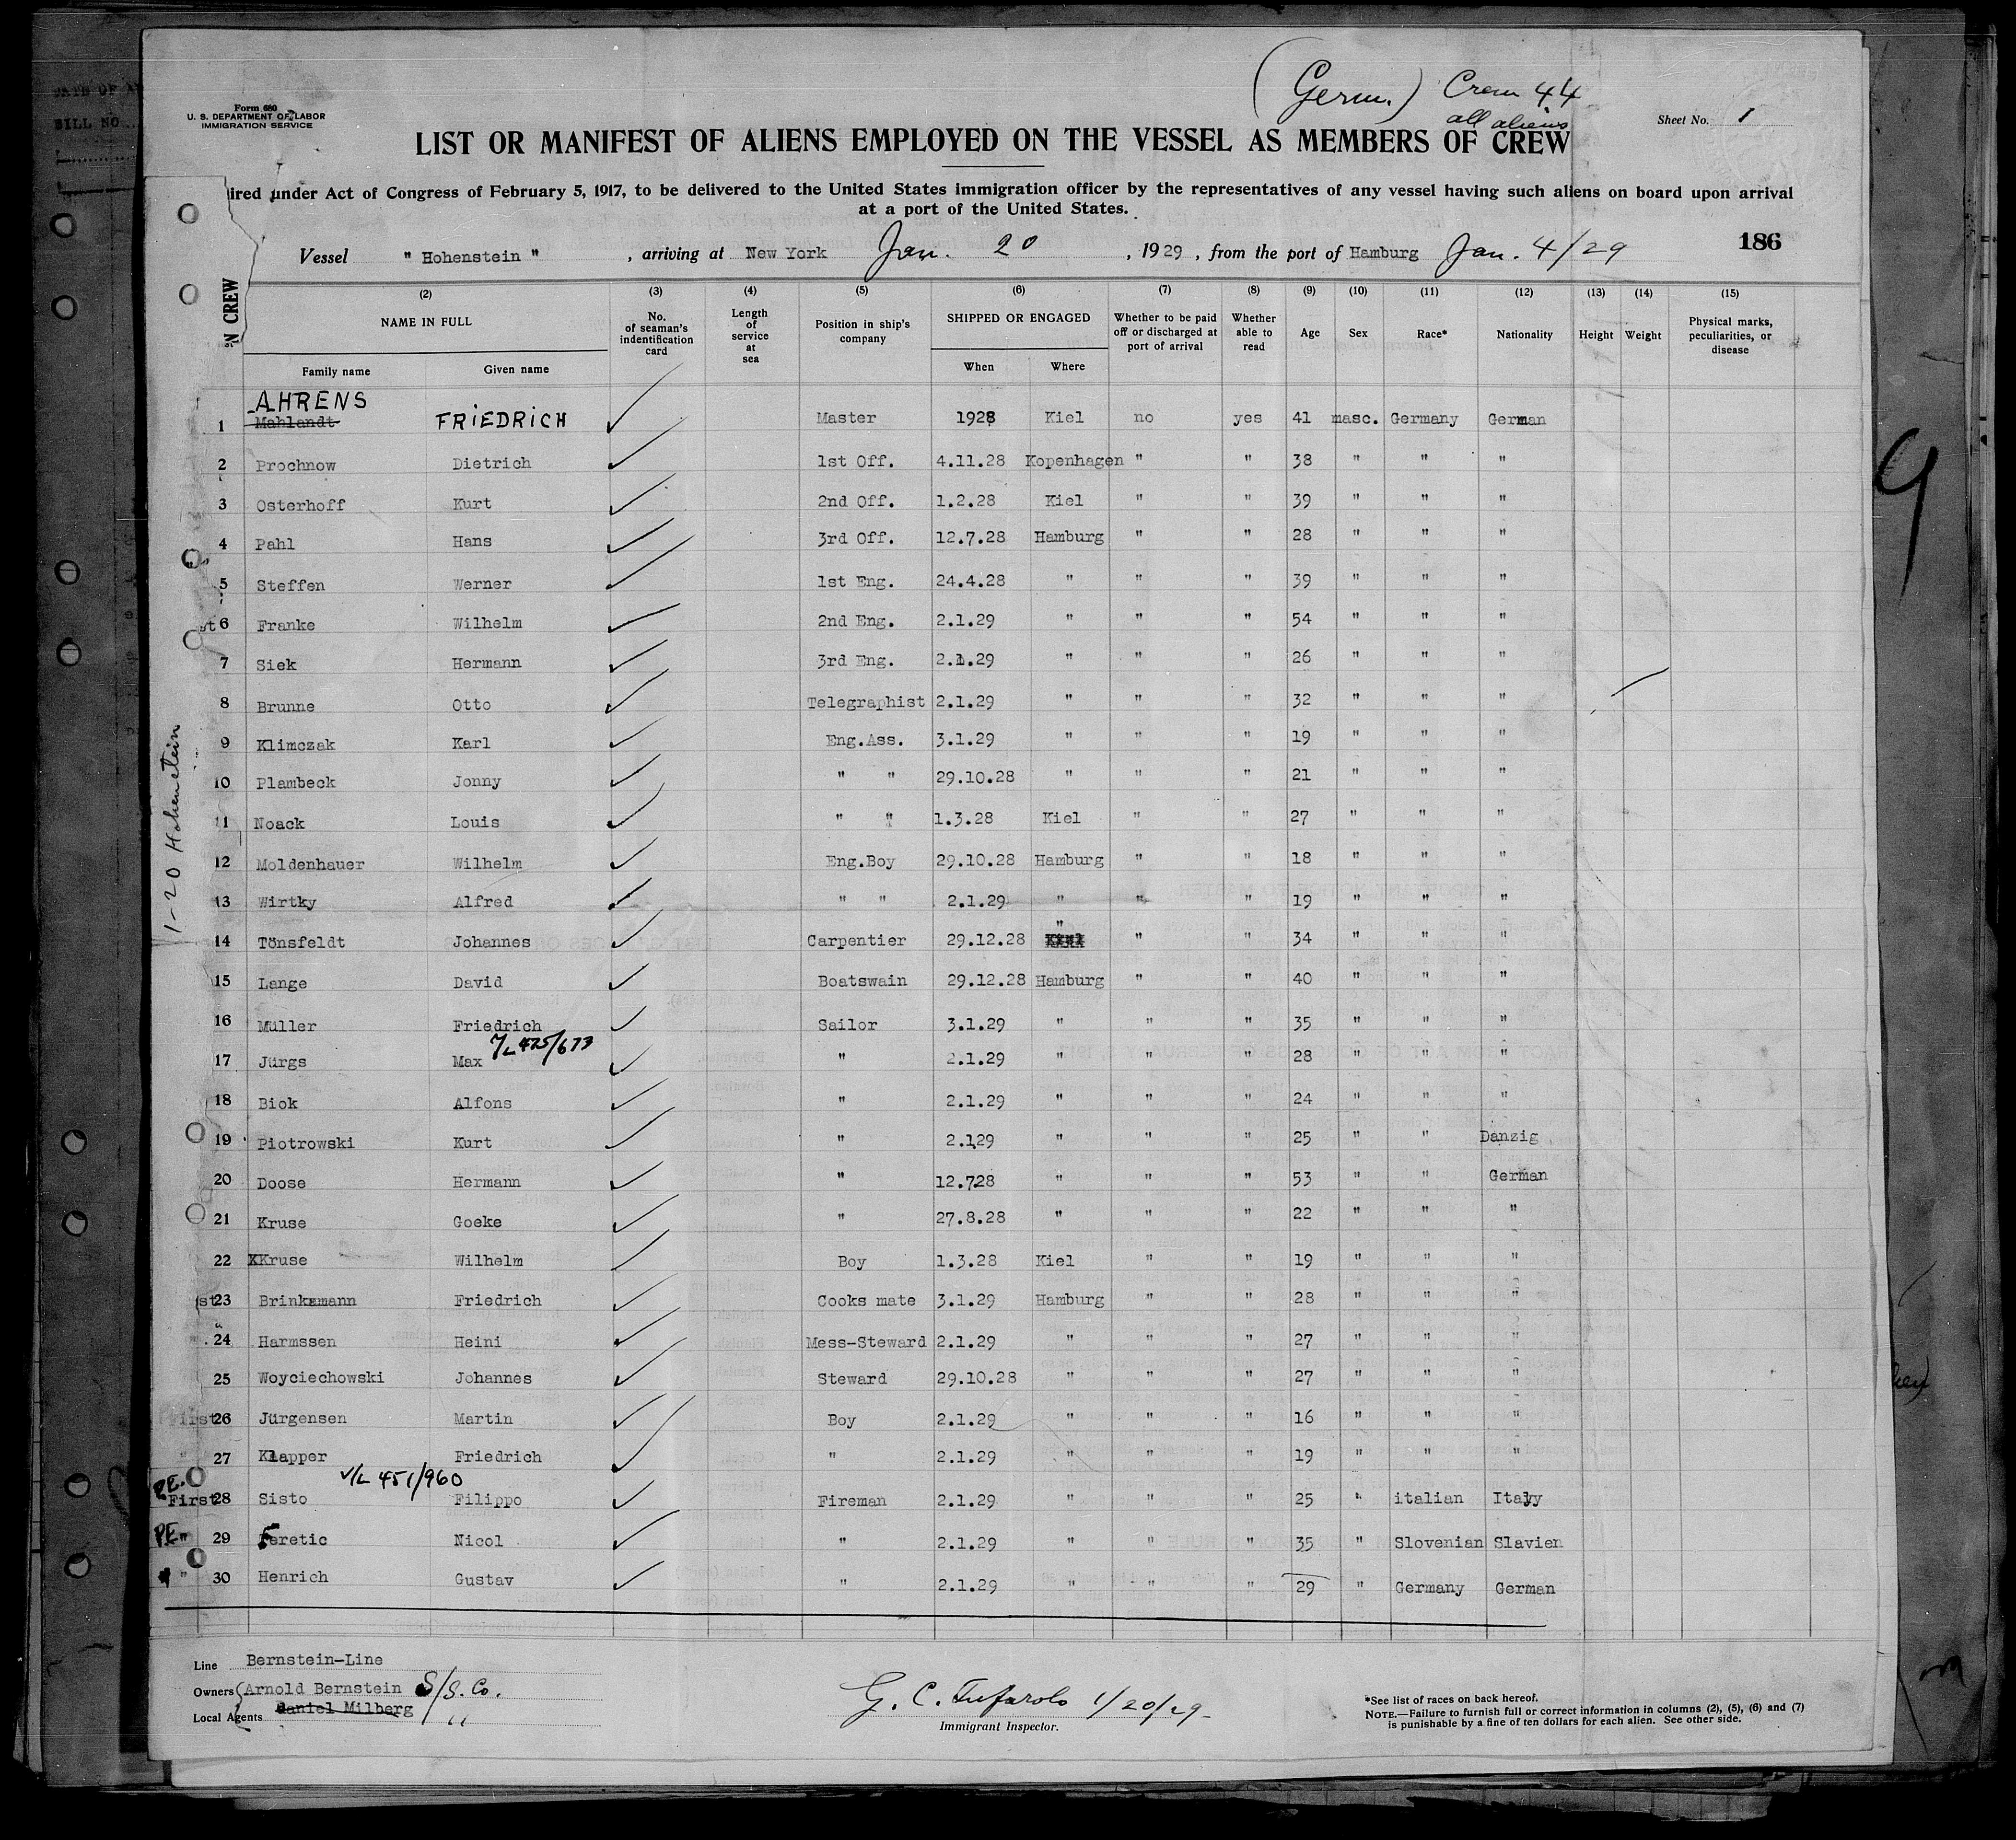 (Germ.) Crew 44
all aliens
Form 680
U. S. DEPARTMENT OF LABOR
IMMIGRATION SERVICE
Sheet No. 1
LIST OR MANIFEST OF ALIENS EMPLOYED ON THE VESSEL AS MEMBERS OF CREW
ired under Act of Congress of February 5, 1917, to be delivered to the United States immigration officer by the representatives of any vessel having such aliens on board upon arrival
at a port of the United States.
Vessel " Hohenstein " , arriving at New York Jan. 20 , 1929 , from the port of Hamburg Jan. 4/29 186
(2) (3) (4) (5) (6) (7) (8) (9) (10) (11) (12) (13) (14) (15)
NAME IN FULL Family name Given name
No. of seaman's indentification card
Length of service at sea
Position in ship's company
SHIPPED OR ENGAGED When Where
Whether to be paid off or discharged at port of arrival
Whether able to read
Age Sex Race* Nationality Height Weight
Physical marks, peculiarities, or disease
N CREW
AHRENS
1 Mahlandt FRIEDRICH Master 1928 Kiel no yes 41 masc. Germany German
2 Prochnow Dietrich 1st Off. 4.11.28 Kopenhagen " " 38 " " "
3 Osterhoff Kurt 2nd Off. 1.2.28 Kiel " " 39 " " "
4 Pahl Hans 3rd Off. 12.7.28 Hamburg " " 28 " " "
5 Steffen Werner 1st Eng. 24.4.28 " " " 39 " " "
st 6 Franke Wilhelm 2nd Eng. 2.1.29 " " " 54 " " "
7 Siek Hermann 3rd Eng. 2.1.29 " " " 26 " " "
8 Brunne Otto Telegraphist 2.1.29 " " " 32 " " "
9 Klimczak Karl Eng.Ass. 3.1.29 " " " 19 " " "
10 Plambeck Jonny " " 29.10.28 " " " 21 " " "
11 Noack Louis " " 1.3.28 Kiel " " 27 " " "
12 Moldenhauer Wilhelm Eng.Boy 29.10.28 Hamburg " " 18 " " "
13 Wirtky Alfred " " 2.1.29 " " " 19 " " "
14 Tönsfeldt Johannes Carpentier 29.12.28 " " " 34 " " "
15 Lange David Boatswain 29.12.28 Hamburg " " 40 " " "
16 Müller Friedrich Sailor 3.1.29 " " " 35 " " "
V/L 475/673
17 Jürgs Max " 2.1.29 " " " 28 " " "
18 Biok Alfons " 2.1.29 " " " 24 " " "
19 Piotrowski Kurt " 2.1.29 " " " 25 " " Danzig
20 Doose Hermann " 12.728 " " " 53 " " German
21 Kruse Goeke " 27.8.28 " " " 22 " " "
22 XKruse Wilhelm Boy 1.3.28 Kiel " " 19 " " "
st 23 Brinkmann Friedrich Cooks mate 3.1.29 Hamburg " " 28 " " "
24 Harmssen Heini Mess-Steward 2.1.29 " " " 27 " " "
25 Woyciechowski Johannes Steward 29.10.28 " " " 27 " " "
irst 26 Jürgensen Martin Boy 2.1.29 " " " 16 " " "
" 27 Klapper Friedrich " 2.1.29 " " " 19 " " "
P.E. V/L 451/960
First 28 Sisto Filippo Fireman 2.1.29 " " " 25 " italian Italy
P.E " 29 Feretic Nicol " 2.1.29 " " " 35 " Slovenian Slavien
" 30 Henrich Gustav " 2.1.29 " " " 29 " Germany German
1-20 Hohenstein
Line Bernstein-Line
Owners Arnold Bernstein S/S. Co.
Local Agents Daniel Milberg "
G. C. Tufarolo 1/20/29-
Immigrant Inspector.
*See list of races on back hereof.
NOTE.—Failure to furnish full or correct information in columns (2), (5), (6) and (7)
is punishable by a fine of ten dollars for each alien. See other side.